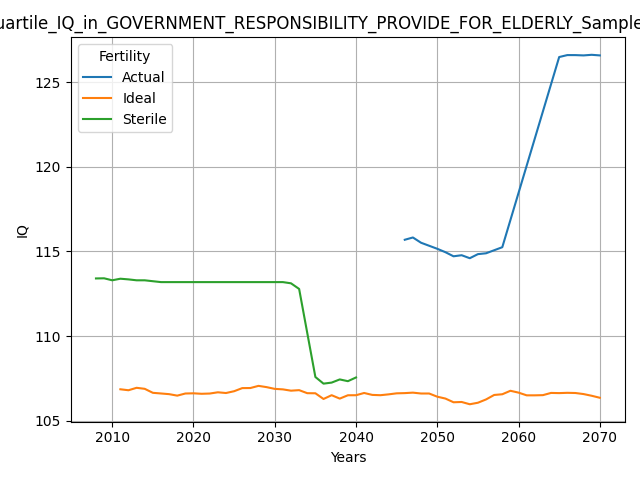 uartile_IQ_in_GOVERNMENT_RESPONSIBILITY_PROVIDE_FOR_ELDERLY_Sample
Fertility
Actual
Ideal
Sterile
125
120
115
110
105
IQ
2010 2020 2030 2040 2050 2060 2070
Years